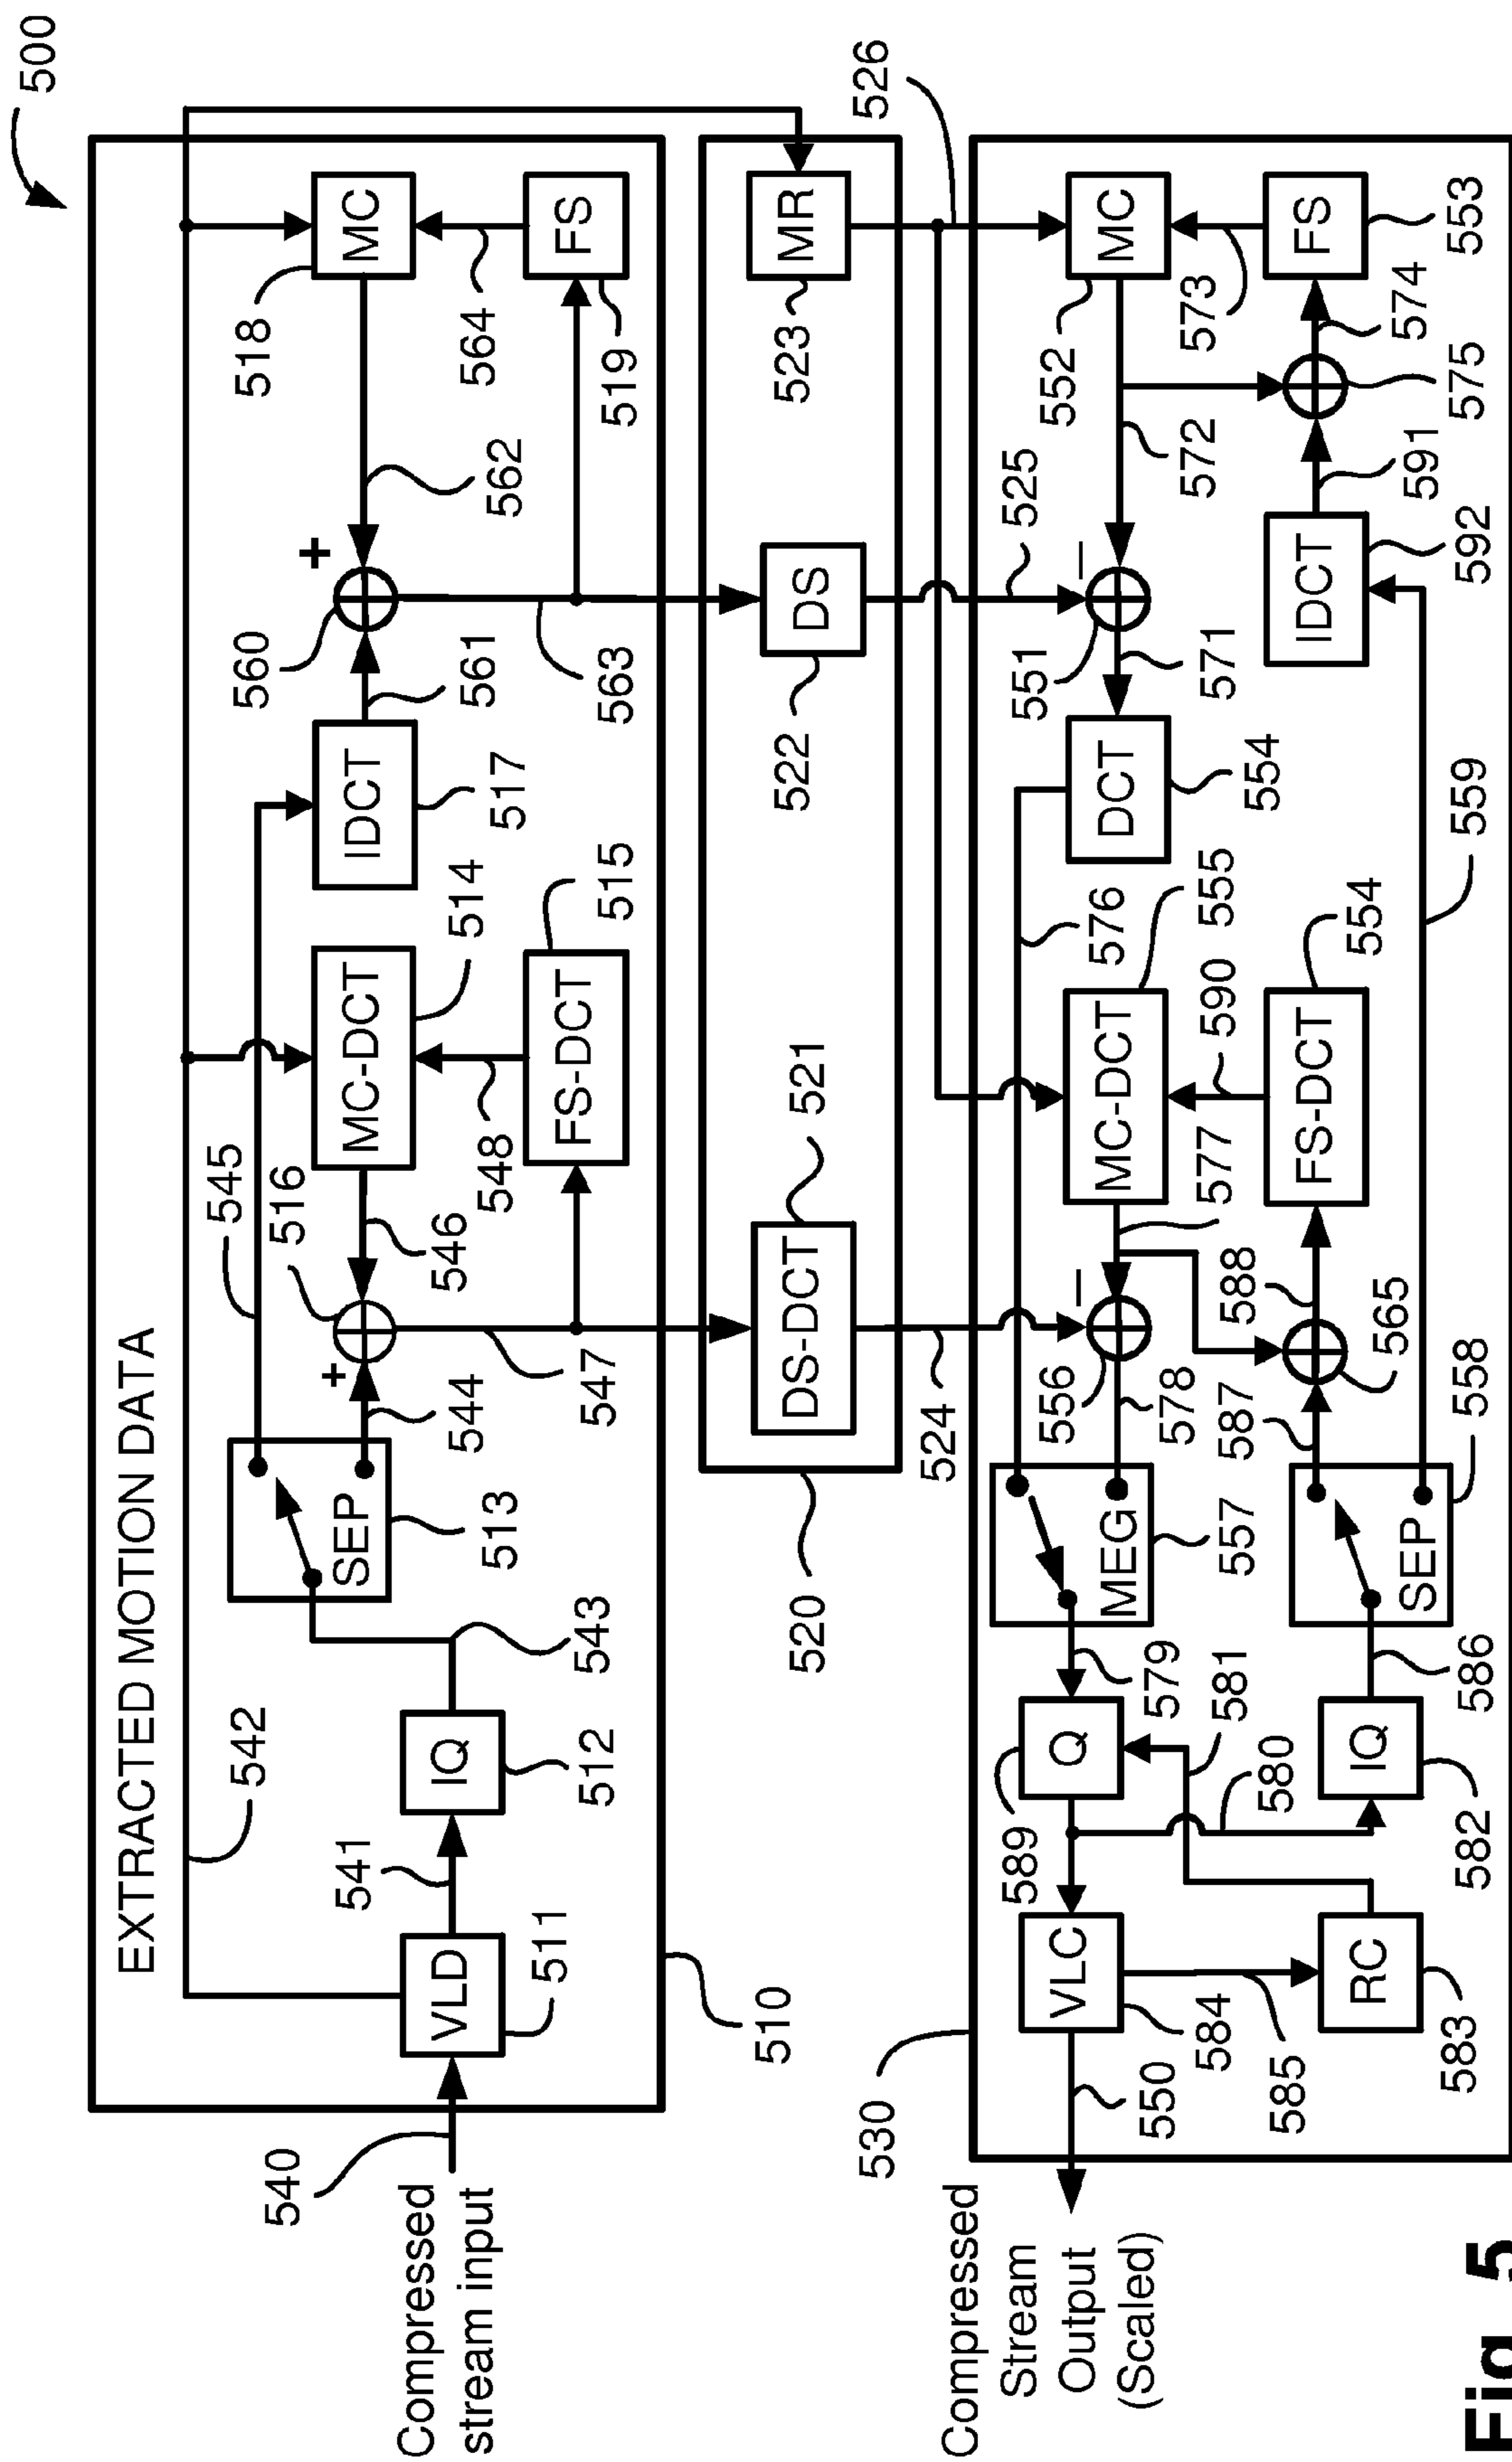 500
EXTRACTED MOTION DATA
542
545
516
518
560
540
Compressed
stream input
541
544
+
+
VLD
IQ
SEP
MC-DCT
IDCT
MC
511
512
543
513
546
548
514
517
561
562
564
510
547
FS-DCT
515
563
519
FS
520
DS-DCT
521
522
DS
523
MR
530
524
525
526
Compressed
Stream
Output
(Scaled)
550
584
585
589
579
581
580
556
578
576
577
590
555
551
571
552
572
573
VLC
Q
MEG
–
MC-DCT
DCT
–
MC
557
587
588
554
RC
IQ
SEP
565
FS-DCT
554
IDCT
591
574
FS
583
582
586
558
559
592
575
553
Fig. 5